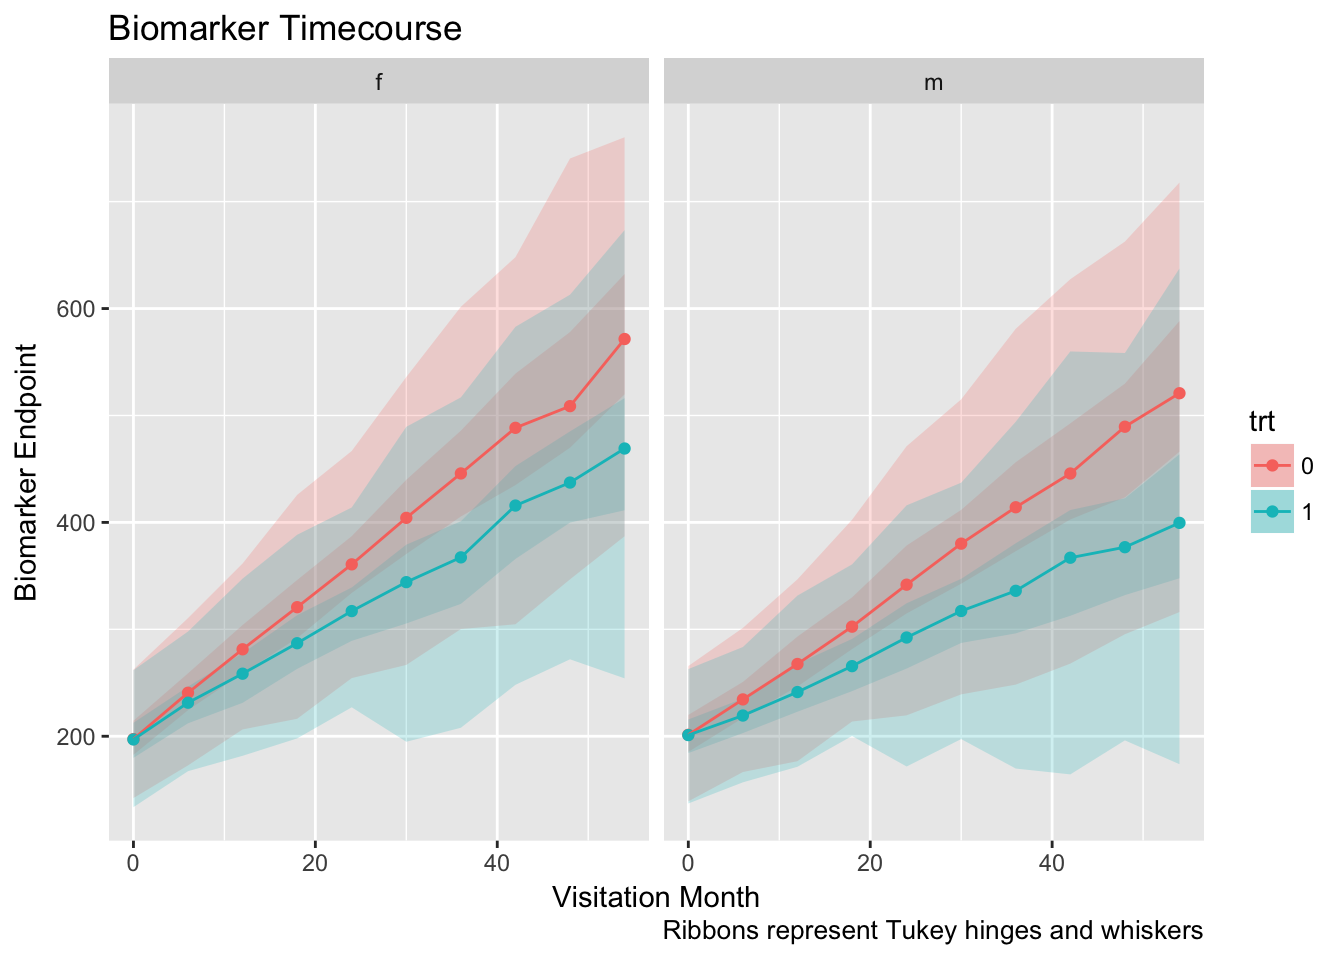 Biomarker Timecourse
f
m
Biomarker Endpoint
600
400
200
0
20
40
0
20
40
Visitation Month
Ribbons represent Tukey hinges and whiskers
trt
0
1